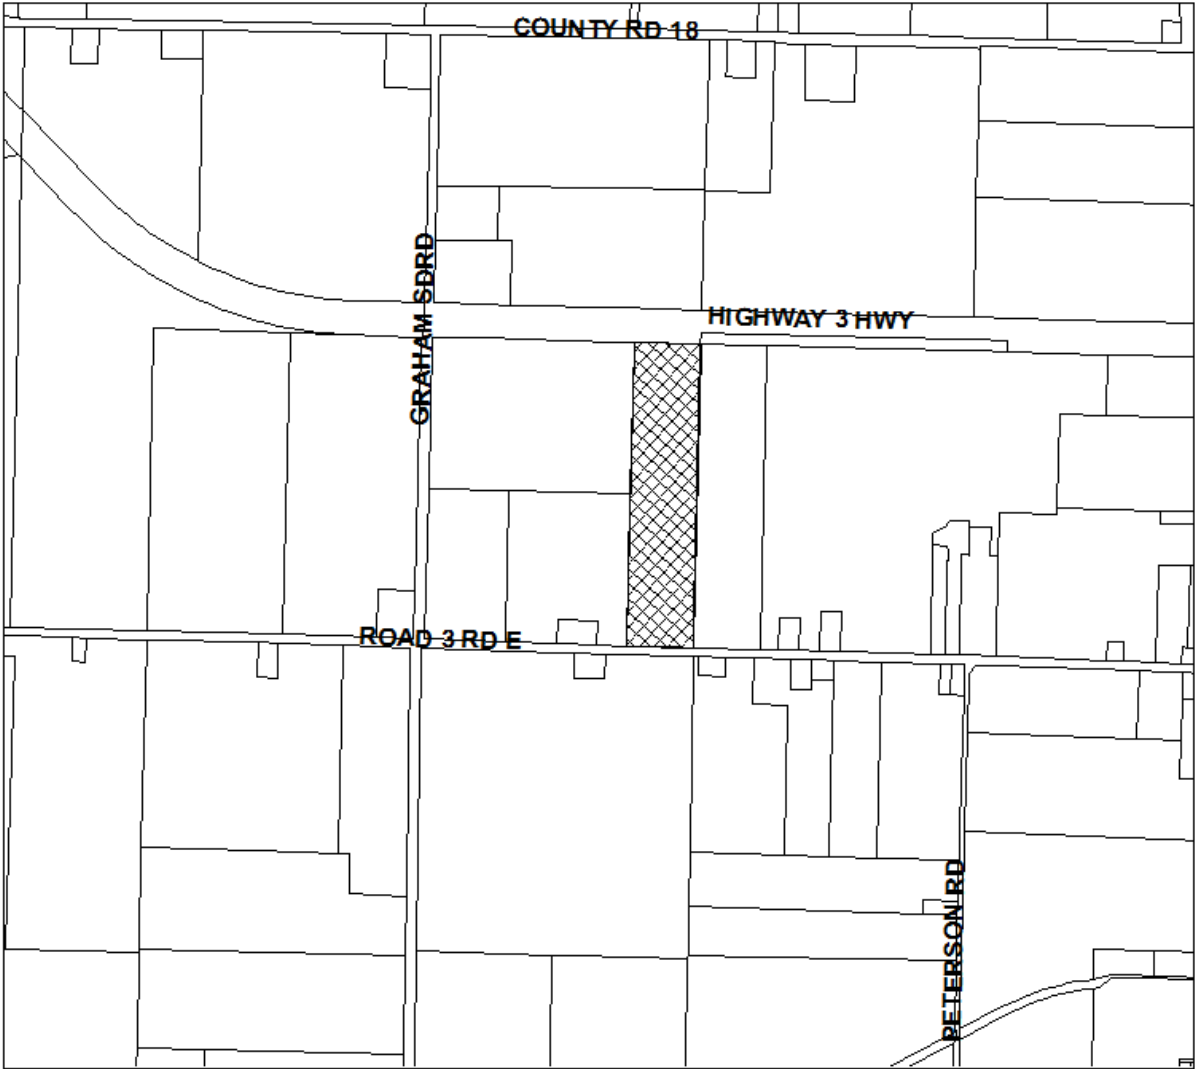 COUNTY RD 18
GRAHAM SDRD
HIGHWAY 3 HWY
ROAD 3 RD E
PETERSON RD